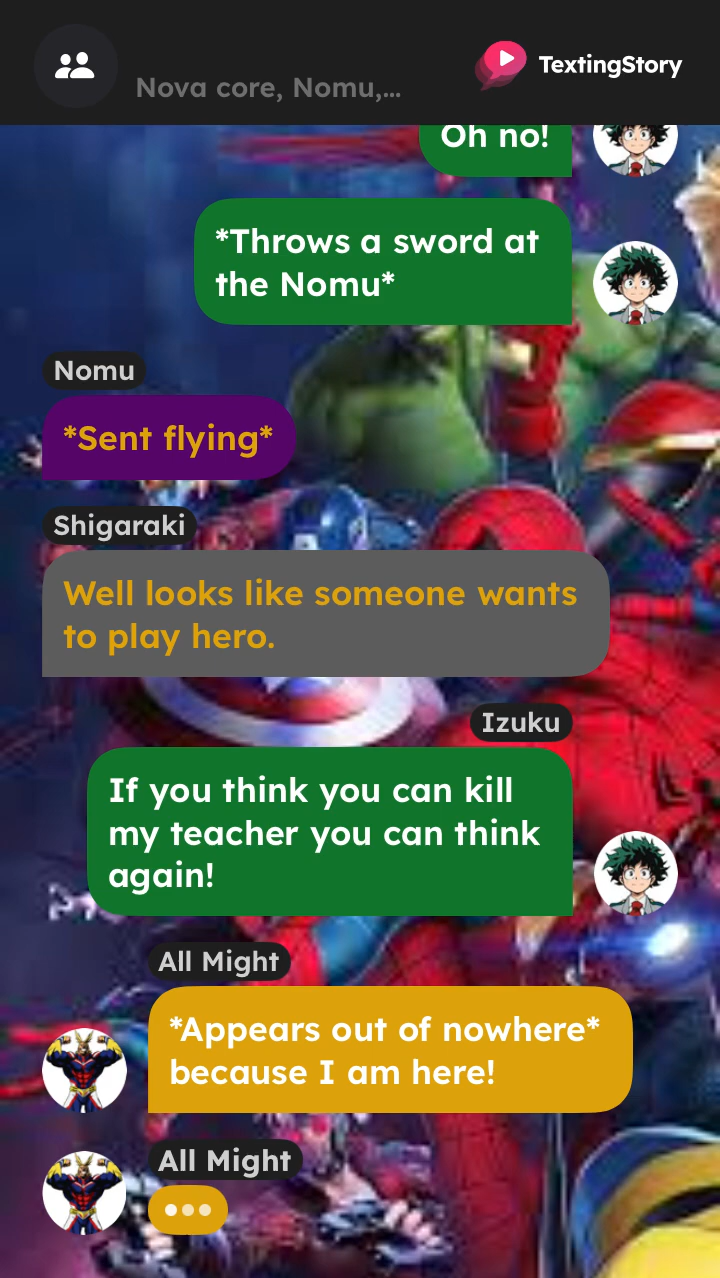 Nova core, Nomu,...
TextingStory
Oh no!
*Throws a sword at
the Nomu*
Nomu
*Sent flying*
Shigaraki
Well looks like someone wants
to play hero.
Izuku
If you think you can kill
my teacher you can think
again!
All Might
*Appears out of nowhere*
because I am here!
All Might